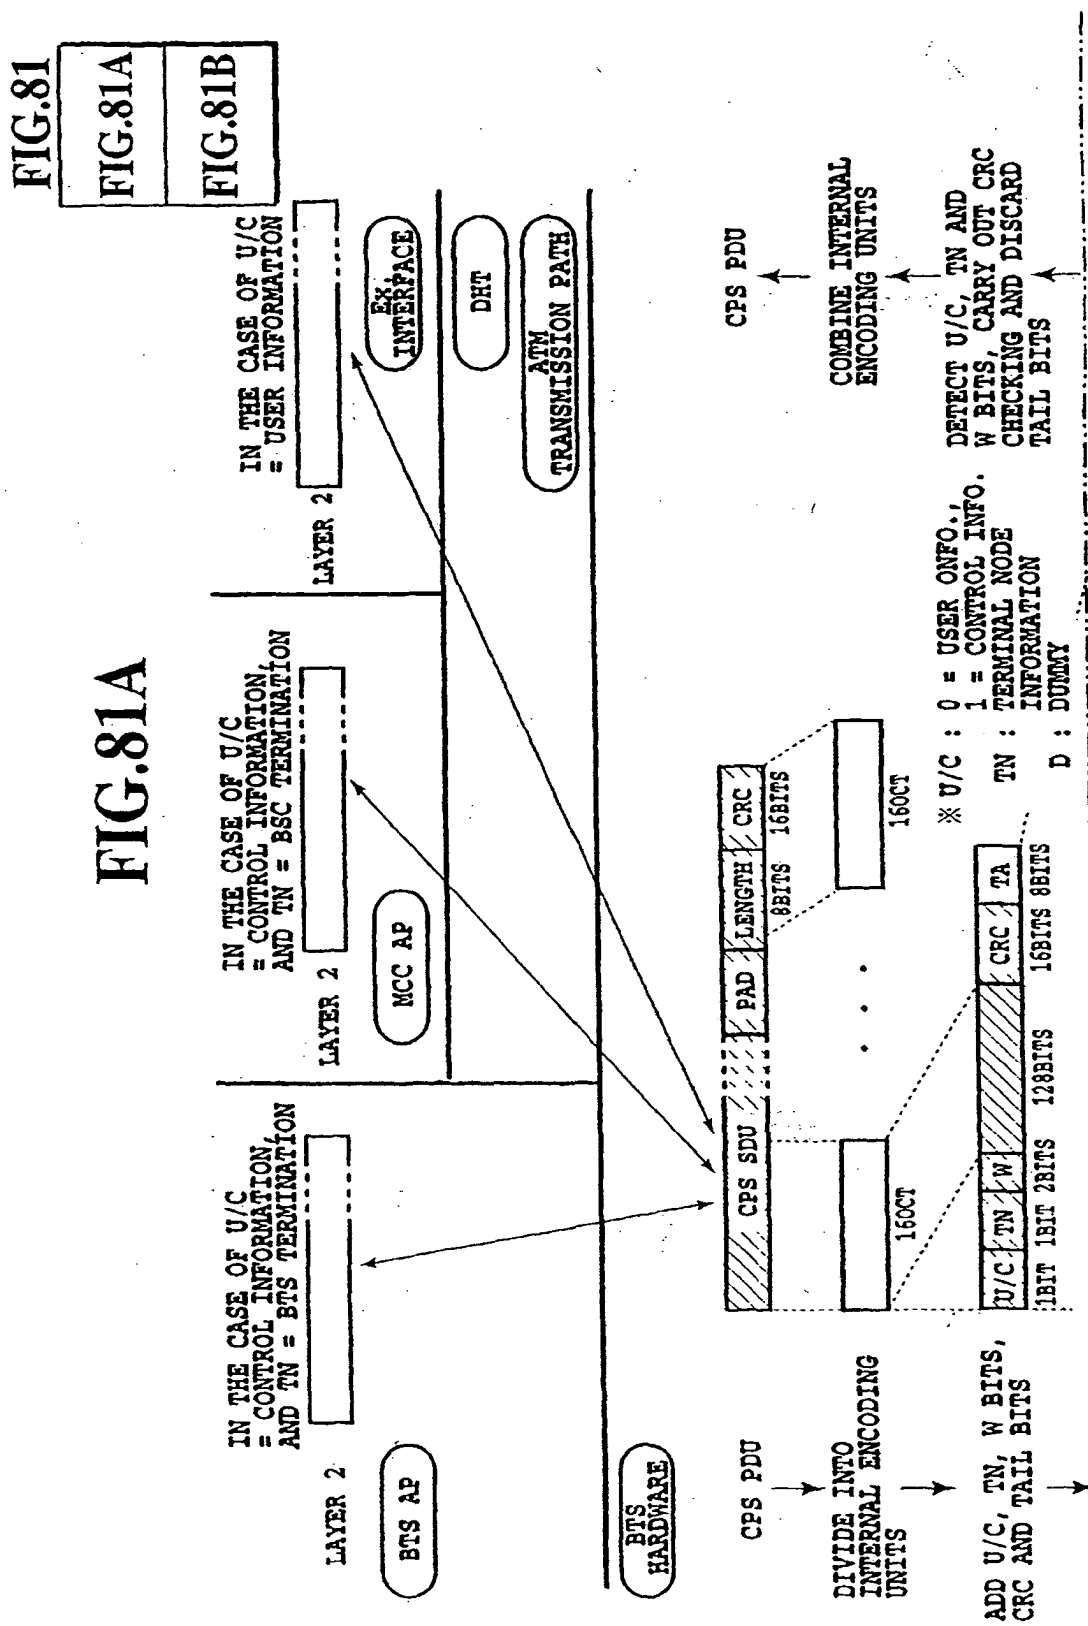 FIG.81
FIG.81A
FIG.81B
FIG.81A
IN THE CASE OF U/C
= CONTROL INFORMATION,
AND TN = BTS TERMINATION
LAYER 2
BTS AP
IN THE CASE OF U/C
= CONTROL INFORMATION,
AND TN = BSC TERMINATION
LAYER 2
MCC AP
IN THE CASE OF U/C
= USER INFORMATION
LAYER 2
EX.
INTERFACE
DHT
ATM
TRANSMISSION PATH
BTS
HARDWARE
CPS PDU
DIVIDE INTO
INTERNAL ENCODING
UNITS
ADD U/C, TN, W BITS,
CRC AND TAIL BITS
CPS SDU
PAD
LENGTH
CRC
8BITS
16BITS
16OCT
16OCT
U/C
TN
W
CRC
TA
1BIT
1BIT
2BITS
128BITS
16BITS
8BITS
※ U/C : 0 = USER ONFO.,
1 = CONTROL INFO.
TN : TERMINAL NODE
INFORMATION
D : DUMMY
CPS PDU
COMBINE INTERNAL
ENCODING UNITS
DETECT U/C, TN AND
W BITS, CARRY OUT CRC
CHECKING AND DISCARD
TAIL BITS